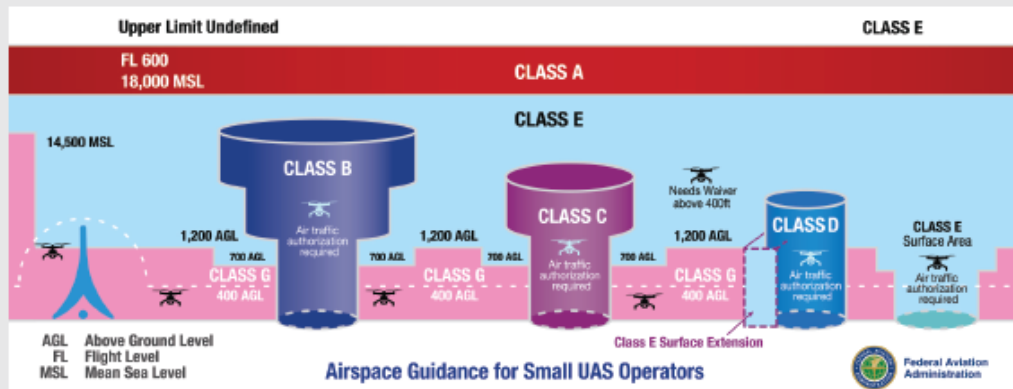 Upper Limit Undefined
CLASS E
FL 600
18,000 MSL
CLASS A
CLASS E
14,500 MSL
CLASS B
Air traffic
authorization
required
CLASS C
Air traffic
authorization
required
Needs Waiver
above 400ft
CLASS D
Air traffic
authorization
required
CLASS E
Surface Area
Air traffic
authorization
required
1,200 AGL
700 AGL
CLASS G
400 AGL
700 AGL
1,200 AGL
CLASS G
400 AGL
700 AGL
700 AGL
1,200 AGL
CLASS G
400 AGL
Class E Surface Extension
AGL Above Ground Level
FL Flight Level
MSL Mean Sea Level
Airspace Guidance for Small UAS Operators
Federal Aviation
Administration